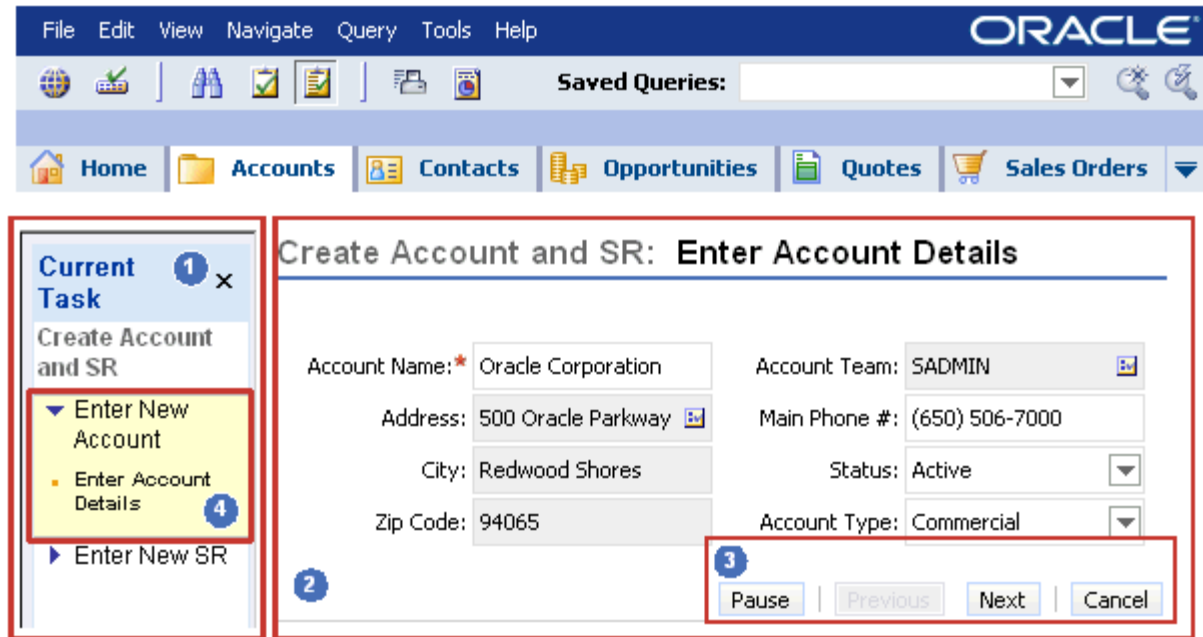 File Edit View Navigate Query Tools Help
ORACLE
Saved Queries:
Home Accounts Contacts Opportunities Quotes Sales Orders
Current
Task
1
Create Account
and SR
Enter New
Account
Enter Account
Details
4
Enter New SR
Create Account and SR: Enter Account Details
Account Name:* Oracle Corporation Account Team: SADMIN
Address: 500 Oracle Parkway Main Phone #: (650) 506-7000
City: Redwood Shores Status: Active
Zip Code: 94065 Account Type: Commercial
2
3
Pause Previous Next Cancel